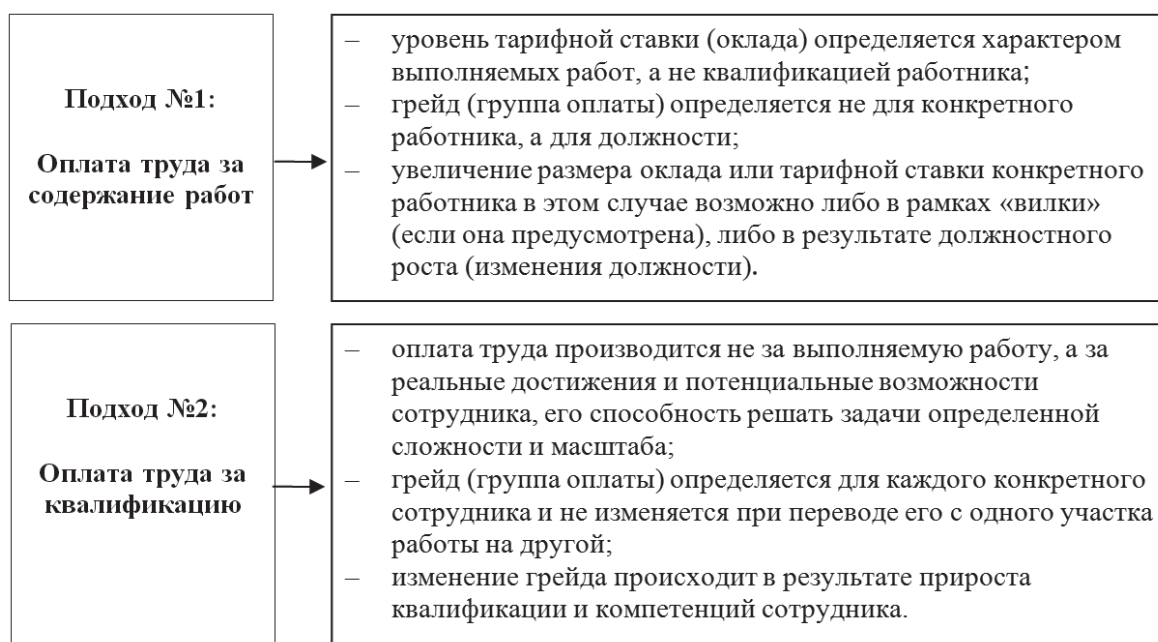 Подход №1:
Оплата труда за
содержание работ
– уровень тарифной ставки (оклада) определяется характером
выполняемых работ, а не квалификацией работника;
– грейд (группа оплаты) определяется не для конкретного
работника, а для должности;
– увеличение размера оклада или тарифной ставки конкретного
работника в этом случае возможно либо в рамках «вилки»
(если она предусмотрена), либо в результате должностного
роста (изменения должности).
Подход №2:
Оплата труда за
квалификацию
– оплата труда производится не за выполняемую работу, а за
реальные достижения и потенциальные возможности
сотрудника, его способность решать задачи определенной
сложности и масштаба;
– грейд (группа оплаты) определяется для каждого конкретного
сотрудника и не изменяется при переводе его с одного участка
работы на другой;
– изменение грейда происходит в результате прироста
квалификации и компетенций сотрудника.